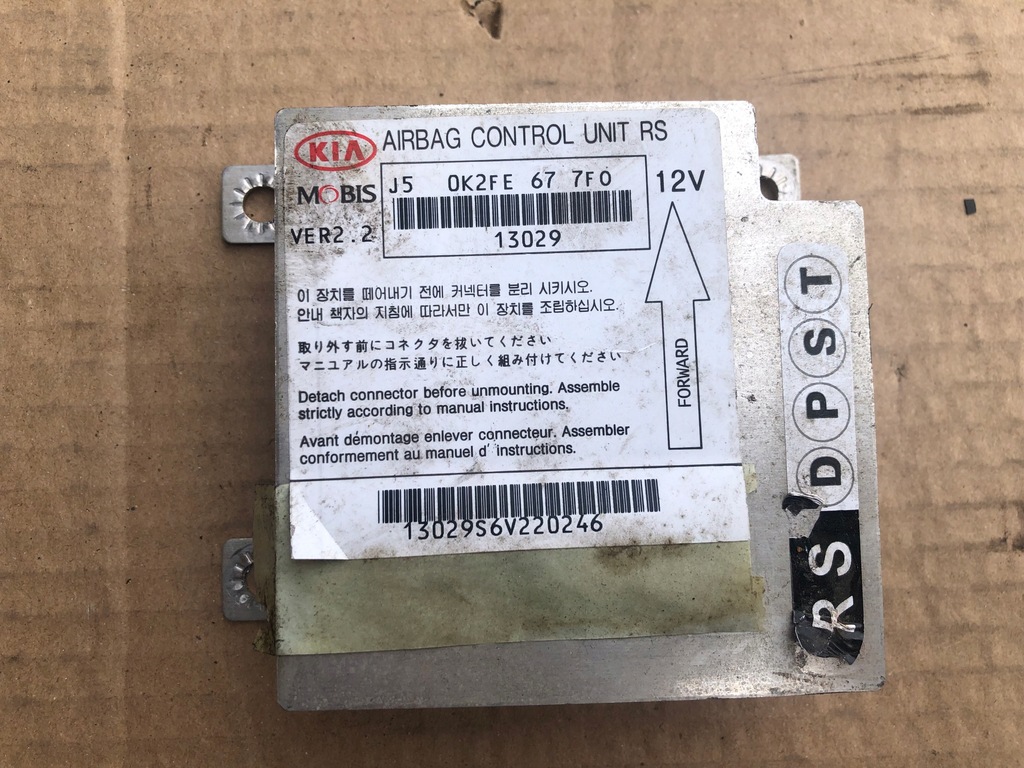 KIA AIRBAG CONTROL UNIT RS
MOBIS J5 0K2FE 67 7F0 12V
VER2.2 13029
이 장치를 떼어내기 전에 커넥터를 분리 시키시오.
안내 책자의 지침에 따라서만 이 장치를 조립하십시오.
取り外す前にコネクタを抜いてください
マニュアルの指示通りに正しく組み付けてください
FORWARD
Detach connector before unmounting. Assemble
strictly according to manual instructions.
Avant démontage enlever connecteur. Assembler
conformement au manuel d' instructions.
13029S6V220246
RS D P S T